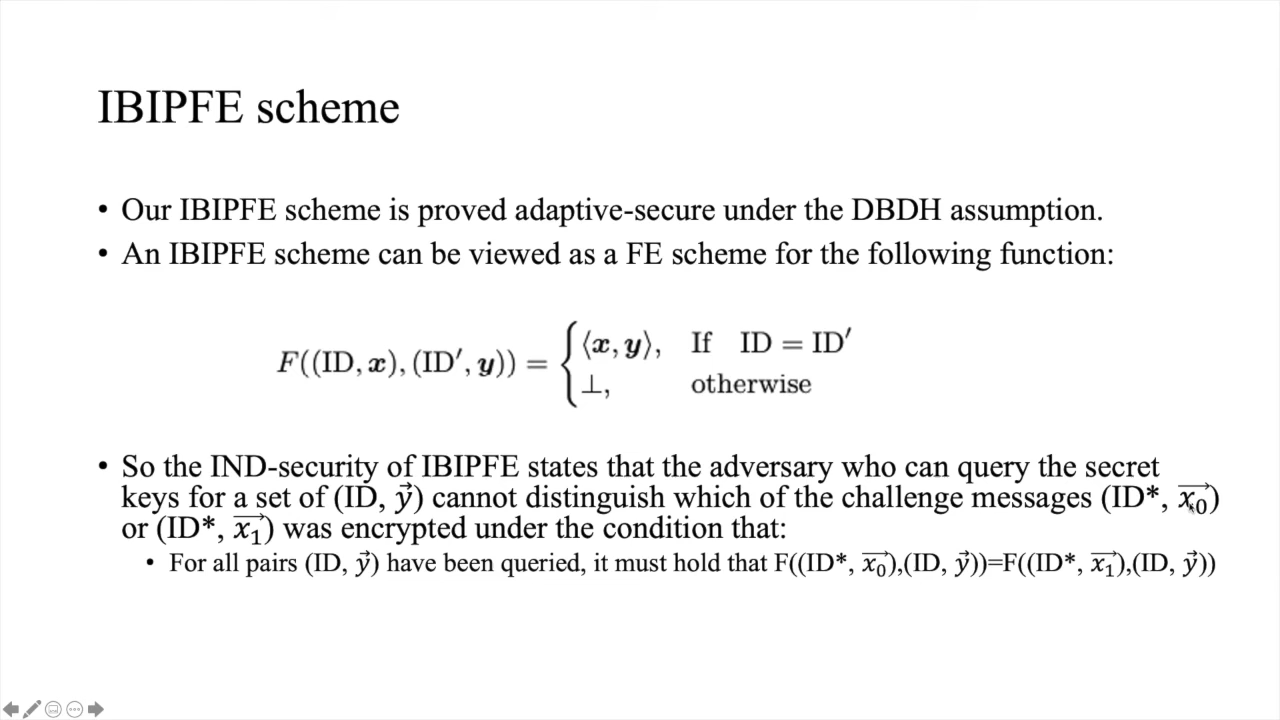 IBIPFE scheme
• Our IBIPFE scheme is proved adaptive-secure under the DBDH assumption.
• An IBIPFE scheme can be viewed as a FE scheme for the following function:
F((ID, x), (ID′, y)) = { ⟨x, y⟩, If ID = ID′
⊥, otherwise
• So the IND-security of IBIPFE states that the adversary who can query the secret
keys for a set of (ID, y⃗) cannot distinguish which of the challenge messages (ID*, x₀⃗)
or (ID*, x₁⃗) was encrypted under the condition that:
• For all pairs (ID, y⃗) have been queried, it must hold that F((ID*, x₀⃗),(ID, y⃗))=F((ID*, x₁⃗),(ID, y⃗))